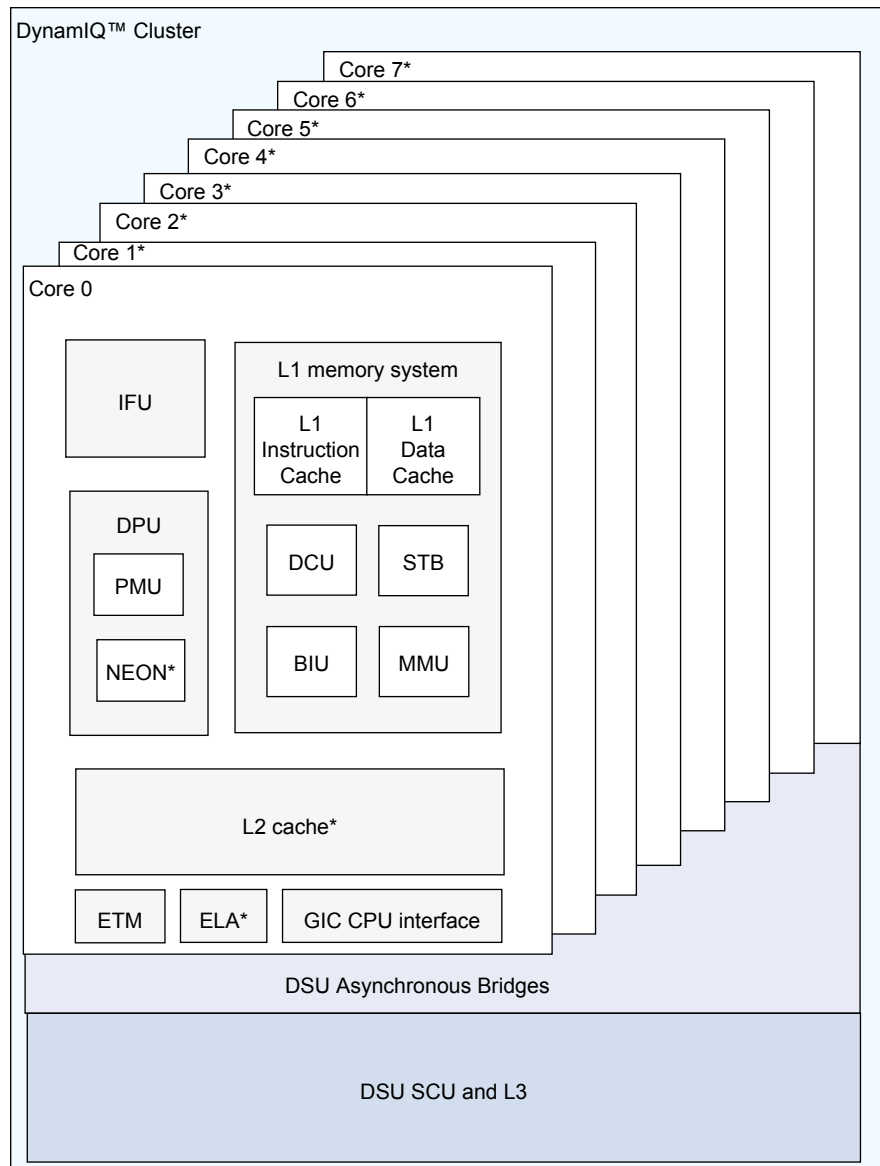 DynamIQ™ Cluster
Core 7*
Core 6*
Core 5*
Core 4*
Core 3*
Core 2*
Core 1*
Core 0
IFU
L1 memory system
L1
Instruction
Cache
L1
Data
Cache
DPU
PMU
NEON*
DCU
STB
BIU
MMU
L2 cache*
ETM
ELA*
GIC CPU interface
DSU Asynchronous Bridges
DSU SCU and L3